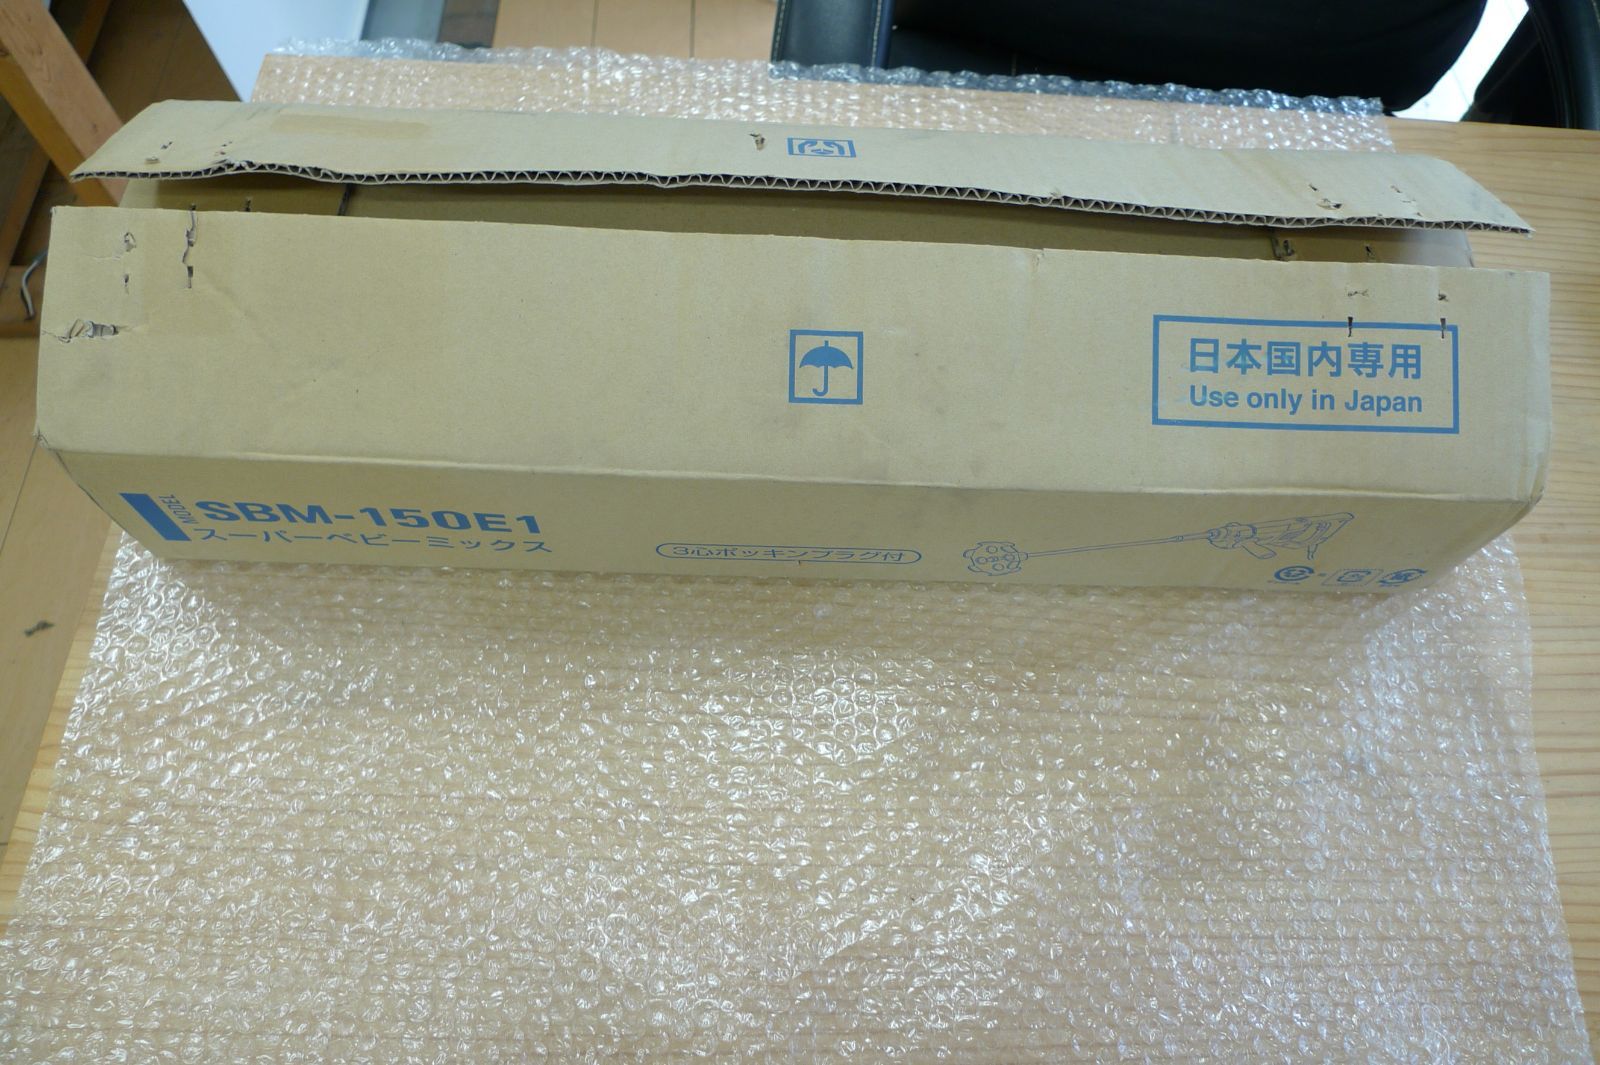 日本国内専用
Use only in Japan
MODEL
SBM-150E1
スーパーベビーミックス
3心ポッキンプラグ付